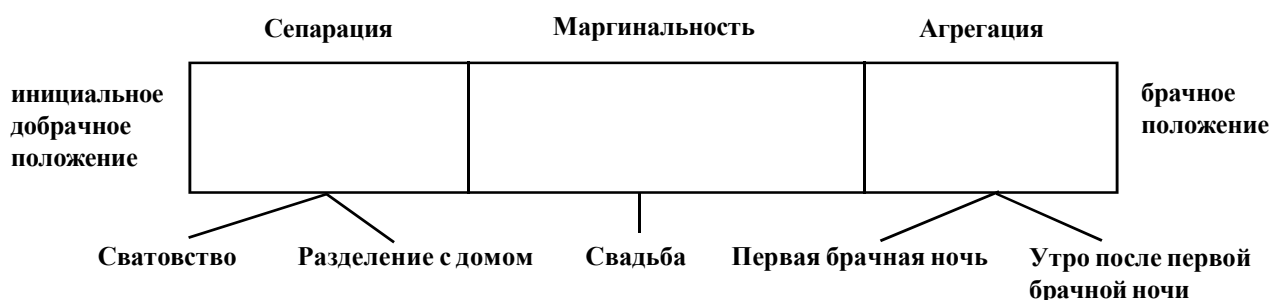 Сепарация
Маргинальность
Агрегация
инициальное
добрачное
положение
брачное
положение
Сватовство
Разделение с домом
Свадьба
Первая брачная ночь
Утро после первой
брачной ночи